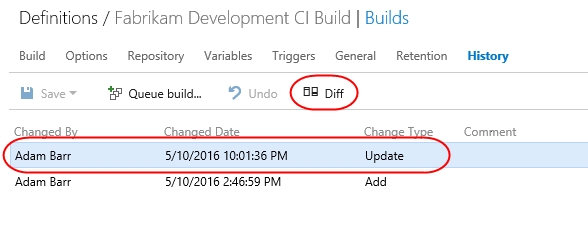 Definitions / Fabrikam Development CI Build | Builds
Build Options Repository Variables Triggers General Retention History
Save Queue build... Undo Diff
Changed By Changed Date Change Type Comment
Adam Barr 5/10/2016 10:01:36 PM Update
Adam Barr 5/10/2016 2:46:59 PM Add